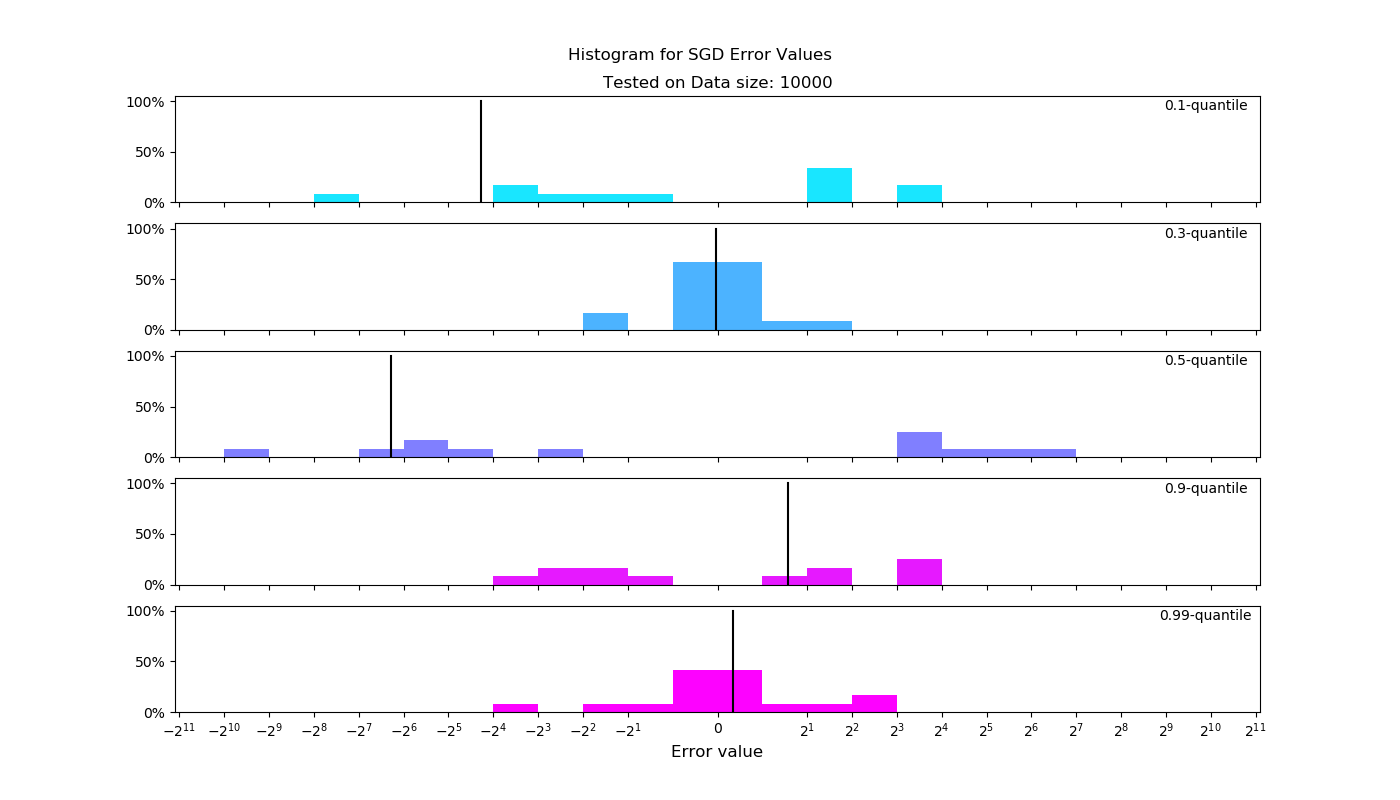 Histogram for SGD Error Values
Tested on Data size: 10000
100%
50%
0%
0.1-quantile
100%
50%
0%
0.3-quantile
100%
50%
0%
0.5-quantile
100%
50%
0%
0.9-quantile
100%
50%
0%
0.99-quantile
−2¹¹ −2¹⁰ −2⁹ −2⁸ −2⁷ −2⁶ −2⁵ −2⁴ −2³ −2² −2¹ 0 2¹ 2² 2³ 2⁴ 2⁵ 2⁶ 2⁷ 2⁸ 2⁹ 2¹⁰ 2¹¹
Error value